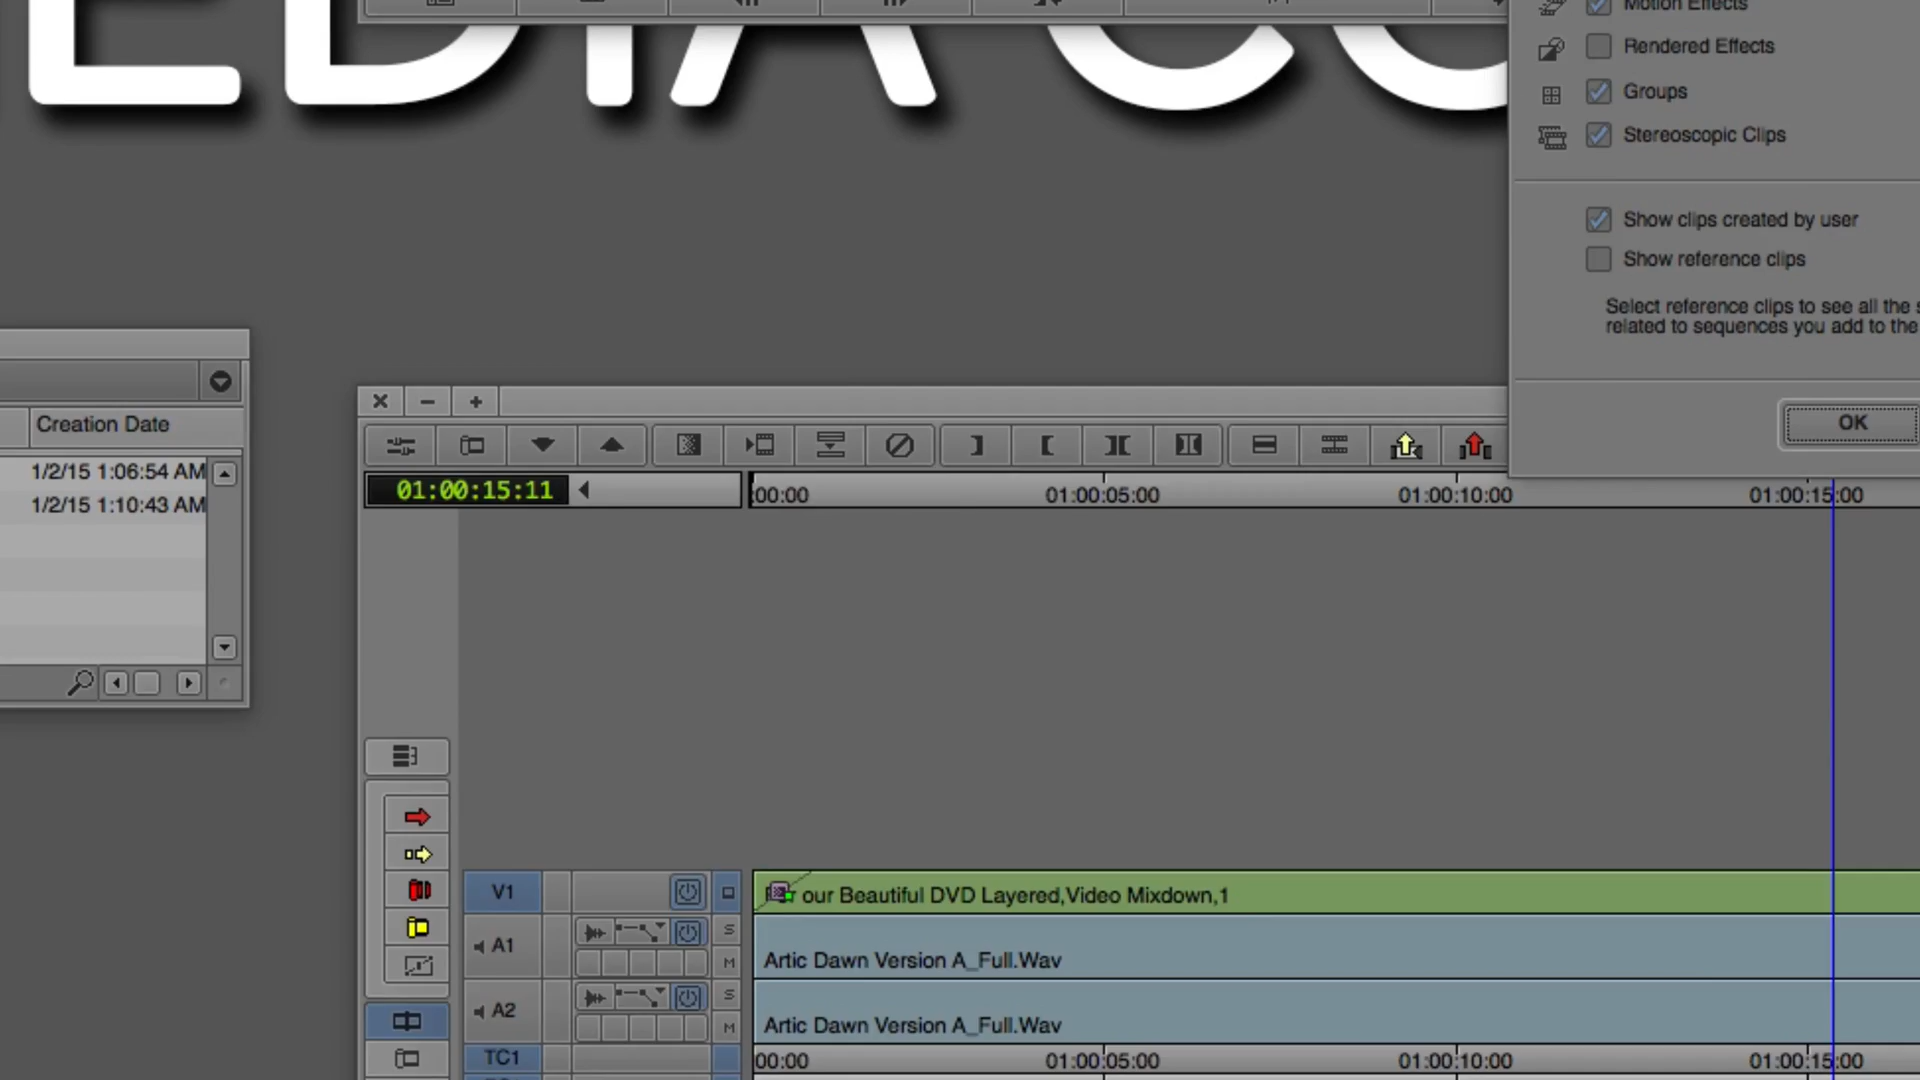 EDIA CO
Motion Effects
Rendered Effects
Groups
Stereoscopic Clips
Show clips created by user
Show reference clips
Select reference clips to see all the s
related to sequences you add to the
OK
Creation Date
1/2/15 1:06:54 AM
1/2/15 1:10:43 AM
01:00:15:11
:00:00 01:00:05:00 01:00:10:00 01:00:15:00
V1 our Beautiful DVD Layered,Video Mixdown,1
A1 S
M
Artic Dawn Version A_Full.Wav
A2 S
M
Artic Dawn Version A_Full.Wav
TC1 00:00 01:00:05:00 01:00:10:00 01:00:15:00